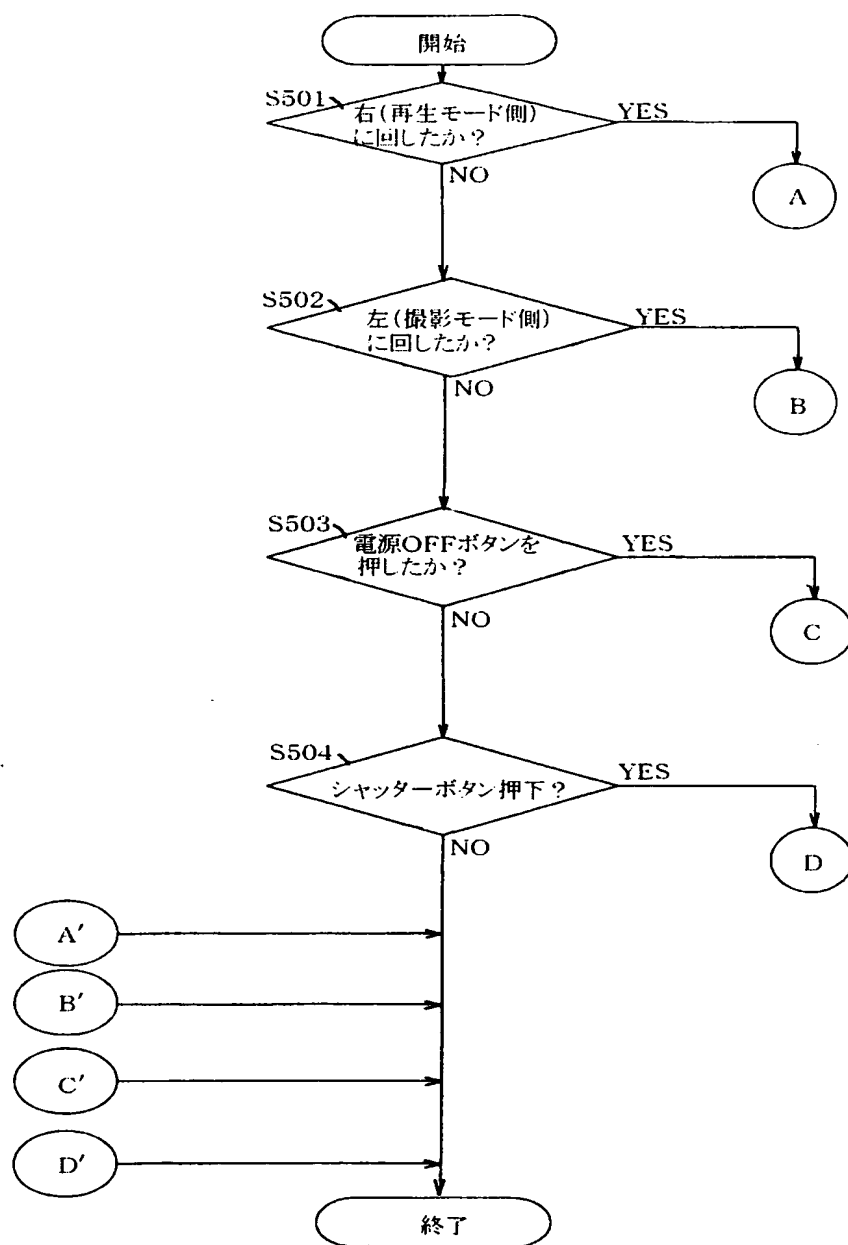 開始
S501
右(再生モード側)
に回したか?
YES
NO
A
S502
左(撮影モード側)
に回したか?
YES
NO
B
S503
電源OFFボタンを
押したか?
YES
NO
C
S504
シャッターボタン押下?
YES
NO
D
A′
B′
C′
D′
終了